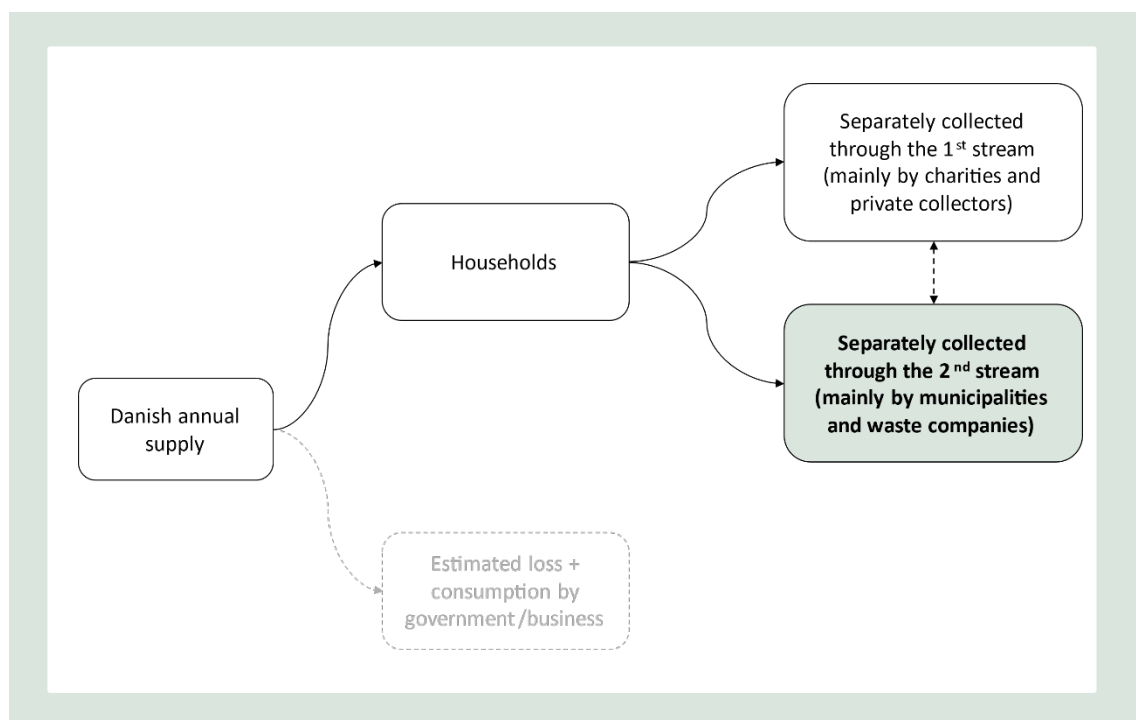 Separately collected
through the 1st stream
(mainly by charities and
private collectors)
Households
Separately collected
through the 2nd stream
(mainly by municipalities
and waste companies)
Danish annual
supply
Estimated loss +
consumption by
government/business